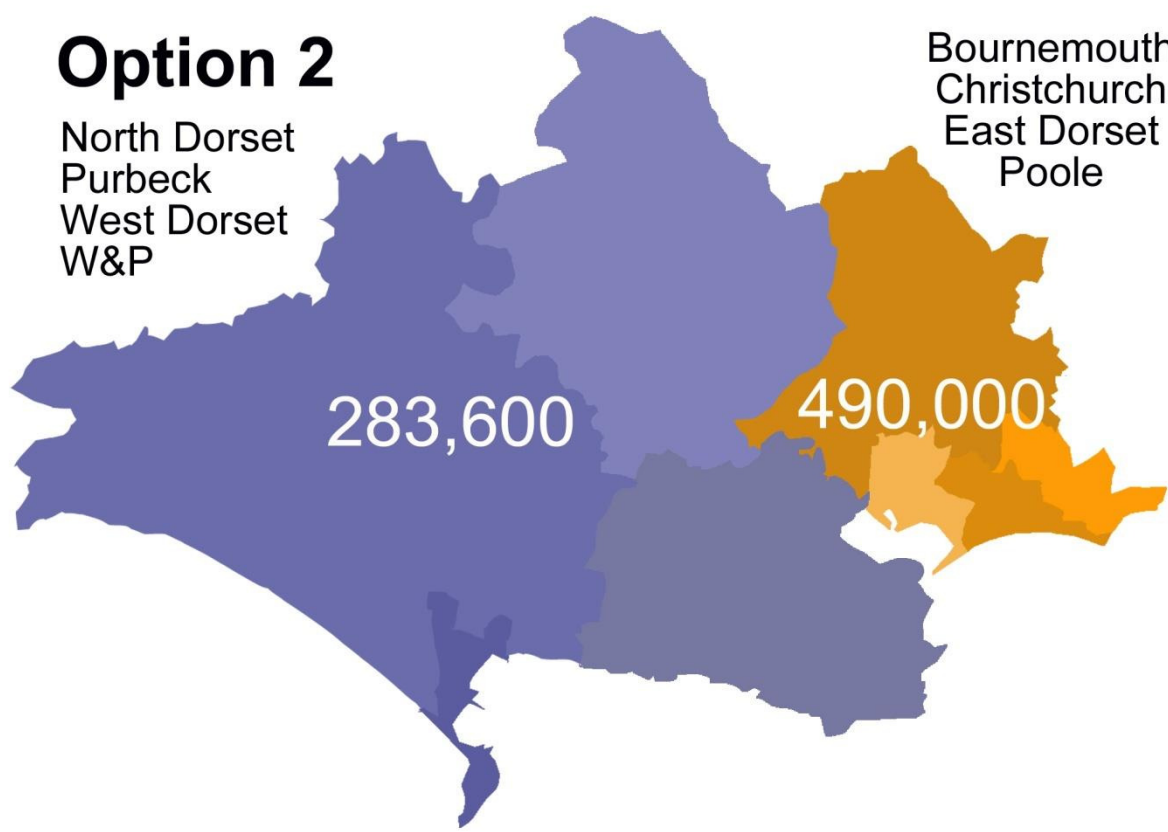 Option 2
North Dorset
Purbeck
West Dorset
W&P
Bournemouth
Christchurch
East Dorset
Poole
283,600
490,000